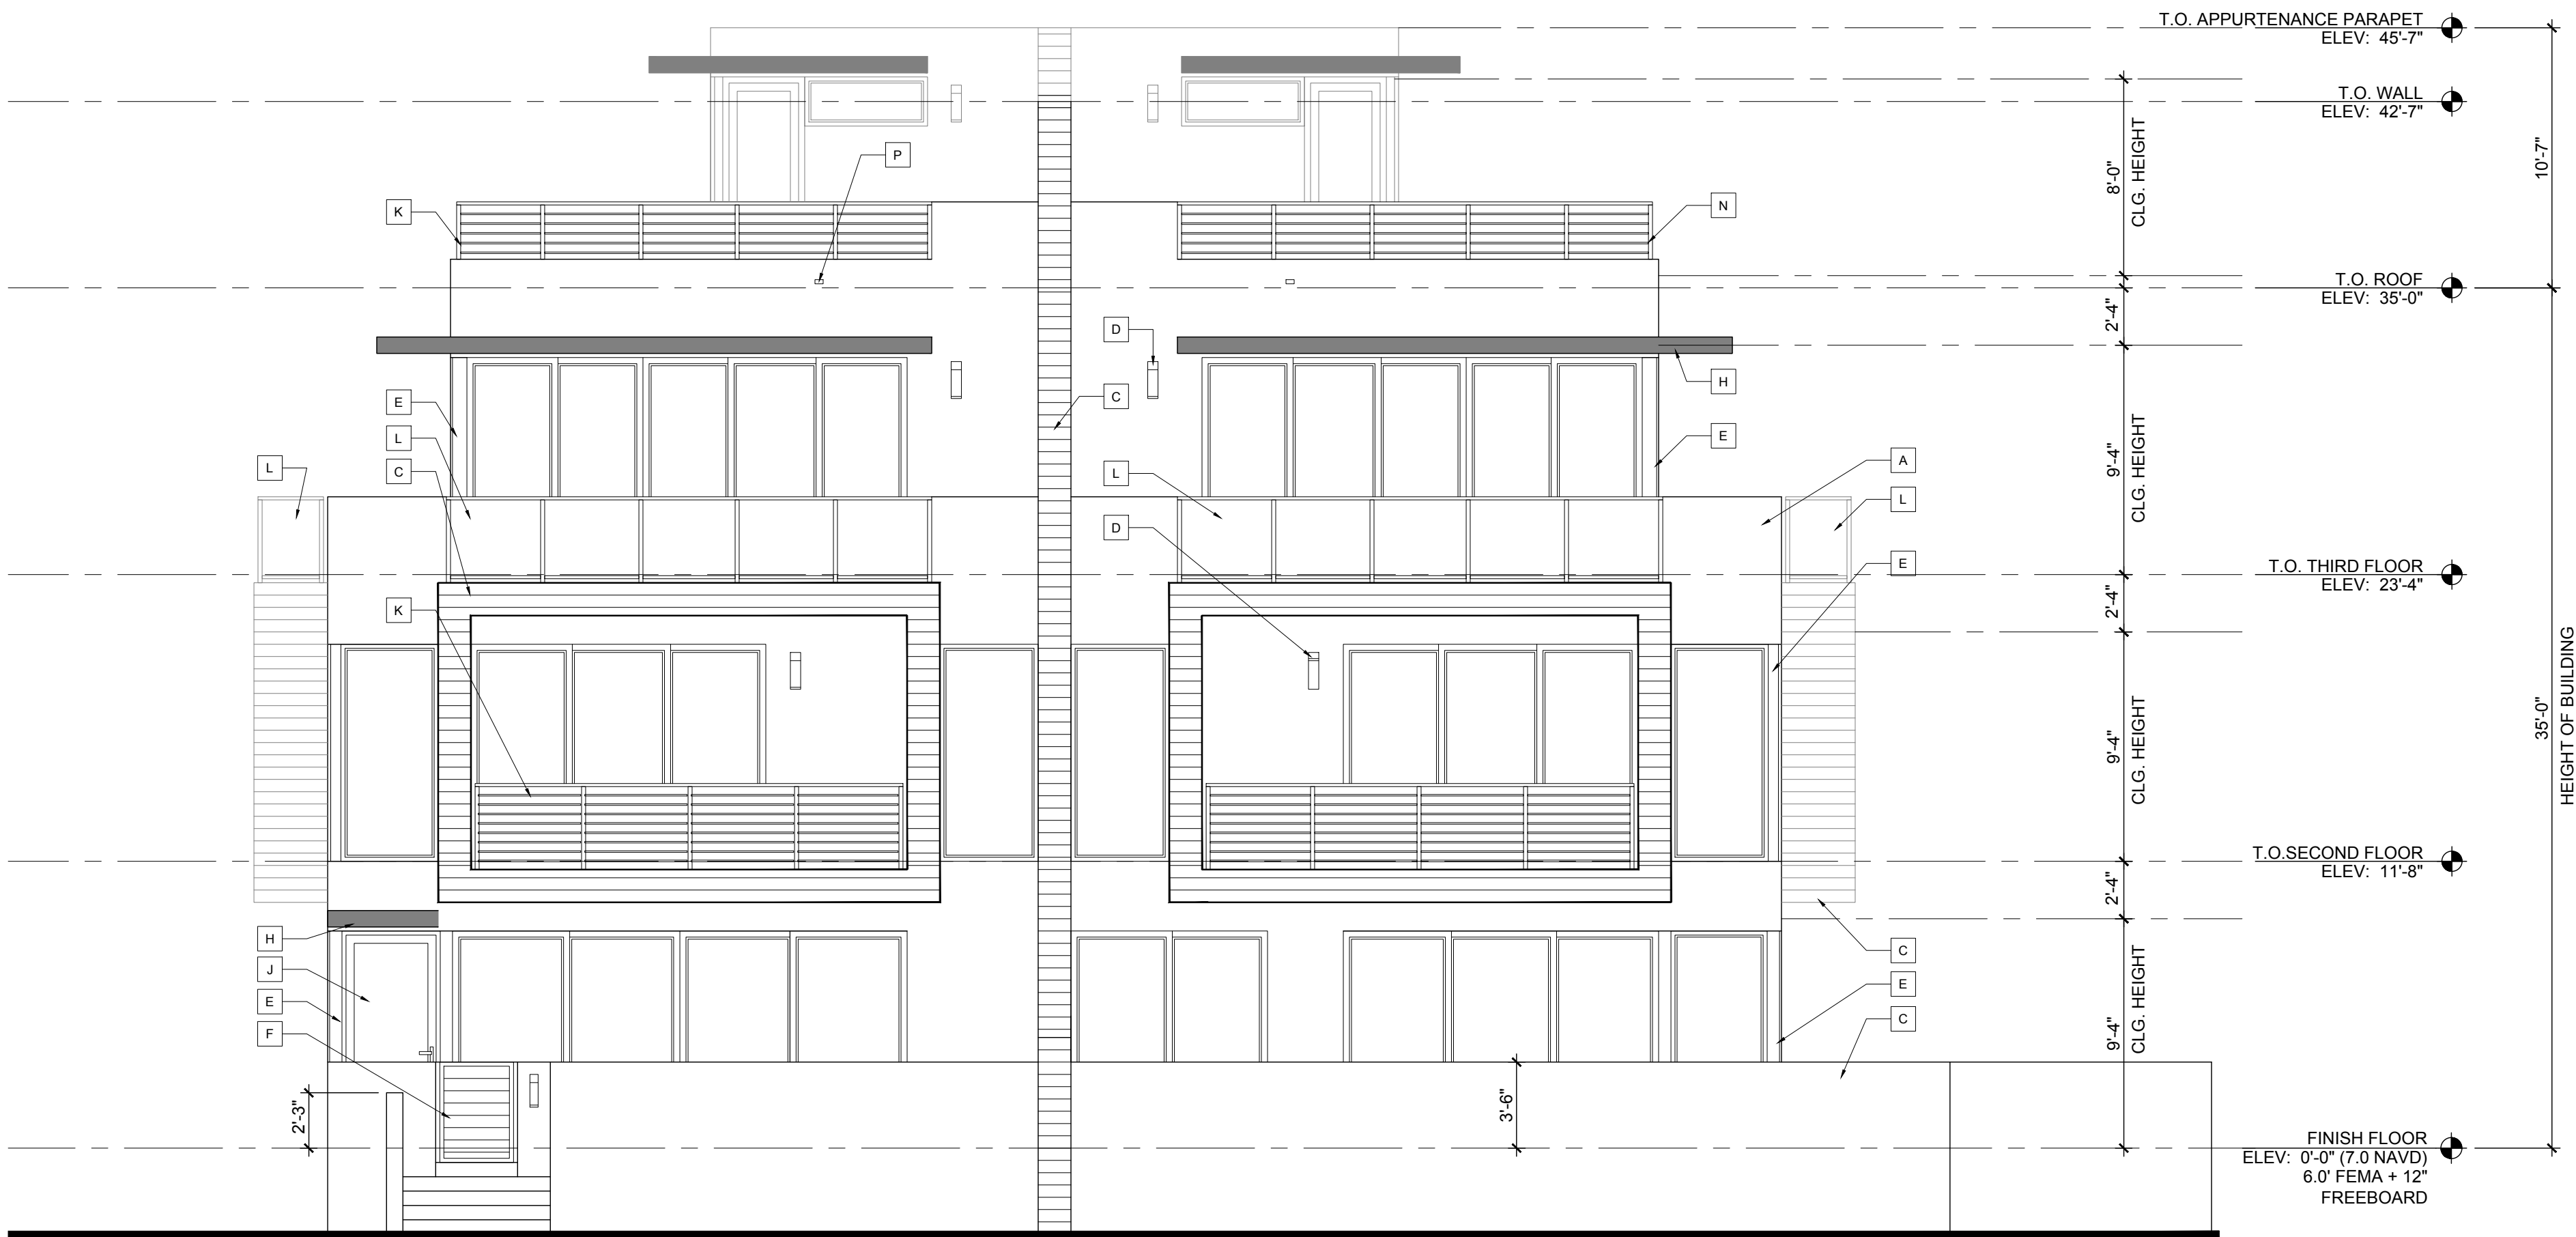 T.O. APPURTENANCE PARAPET
ELEV: 45'-7"
T.O. WALL
ELEV: 42'-7"
10'-7"
8'-0"
CLG. HEIGHT
P
K
N
T.O. ROOF
ELEV: 35'-0"
2'-4"
D
H
C
E
L
C
E
L
L
A
L
9'-4"
CLG. HEIGHT
D
E
T.O. THIRD FLOOR
ELEV: 23'-4"
2'-4"
K
D
9'-4"
CLG. HEIGHT
35'-0"
HEIGHT OF BUILDING
T.O.SECOND FLOOR
ELEV: 11'-8"
2'-4"
H
J
E
F
C
E
C
9'-4"
CLG. HEIGHT
2'-3"
3'-6"
FINISH FLOOR
ELEV: 0'-0" (7.0 NAVD)
6.0' FEMA + 12"
FREEBOARD